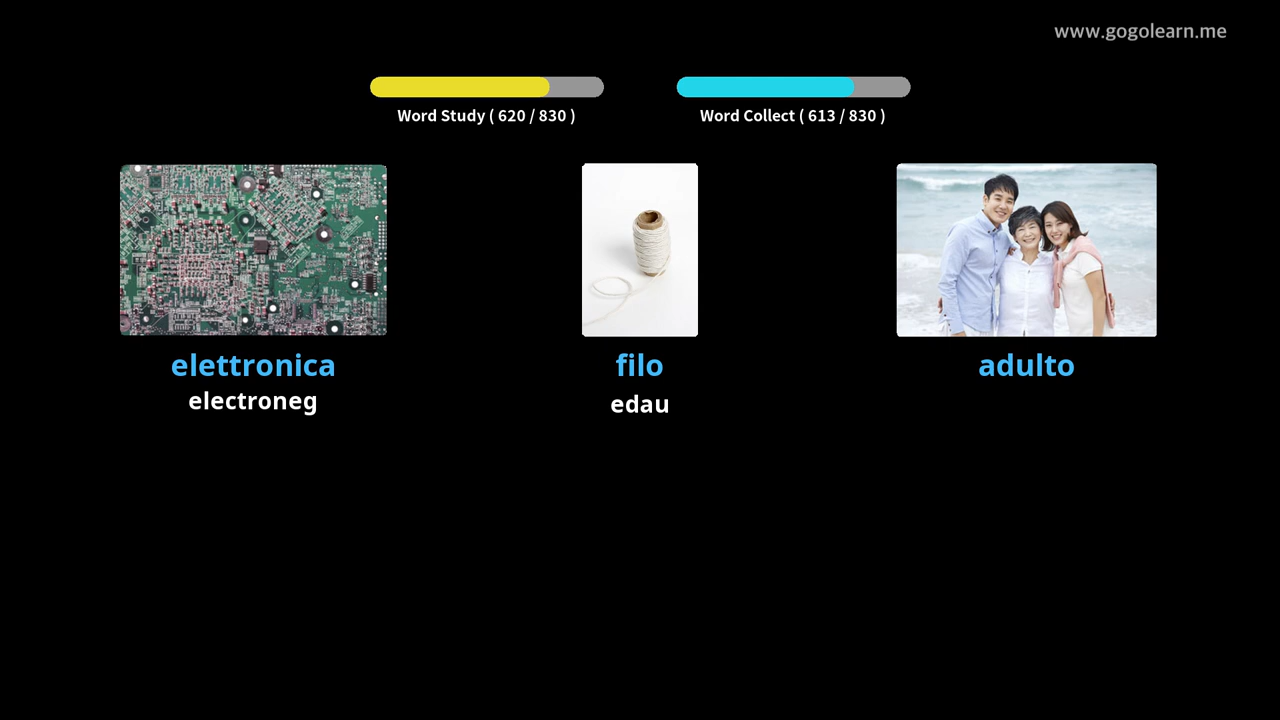 www.gogolearn.me
Word Study ( 620 / 830 )
Word Collect ( 613 / 830 )
elettronica
electroneg
filo
edau
adulto